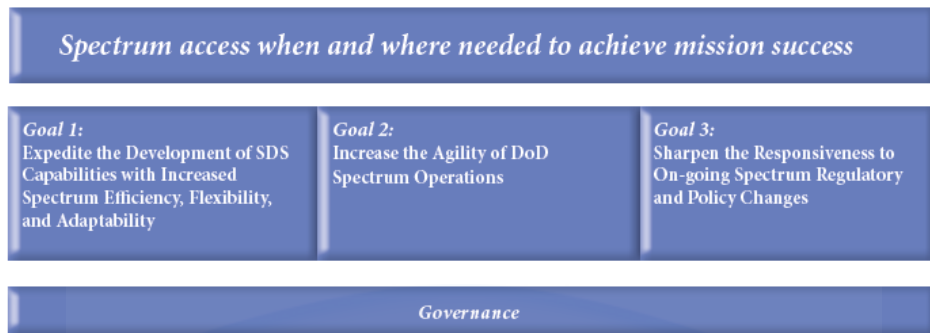 Spectrum access when and where needed to achieve mission success
Goal 1:
Expedite the Development of SDS
Capabilities with Increased
Spectrum Efficiency, Flexibility,
and Adaptability
Goal 2:
Increase the Agility of DoD
Spectrum Operations
Goal 3:
Sharpen the Responsiveness to
On-going Spectrum Regulatory
and Policy Changes
Governance